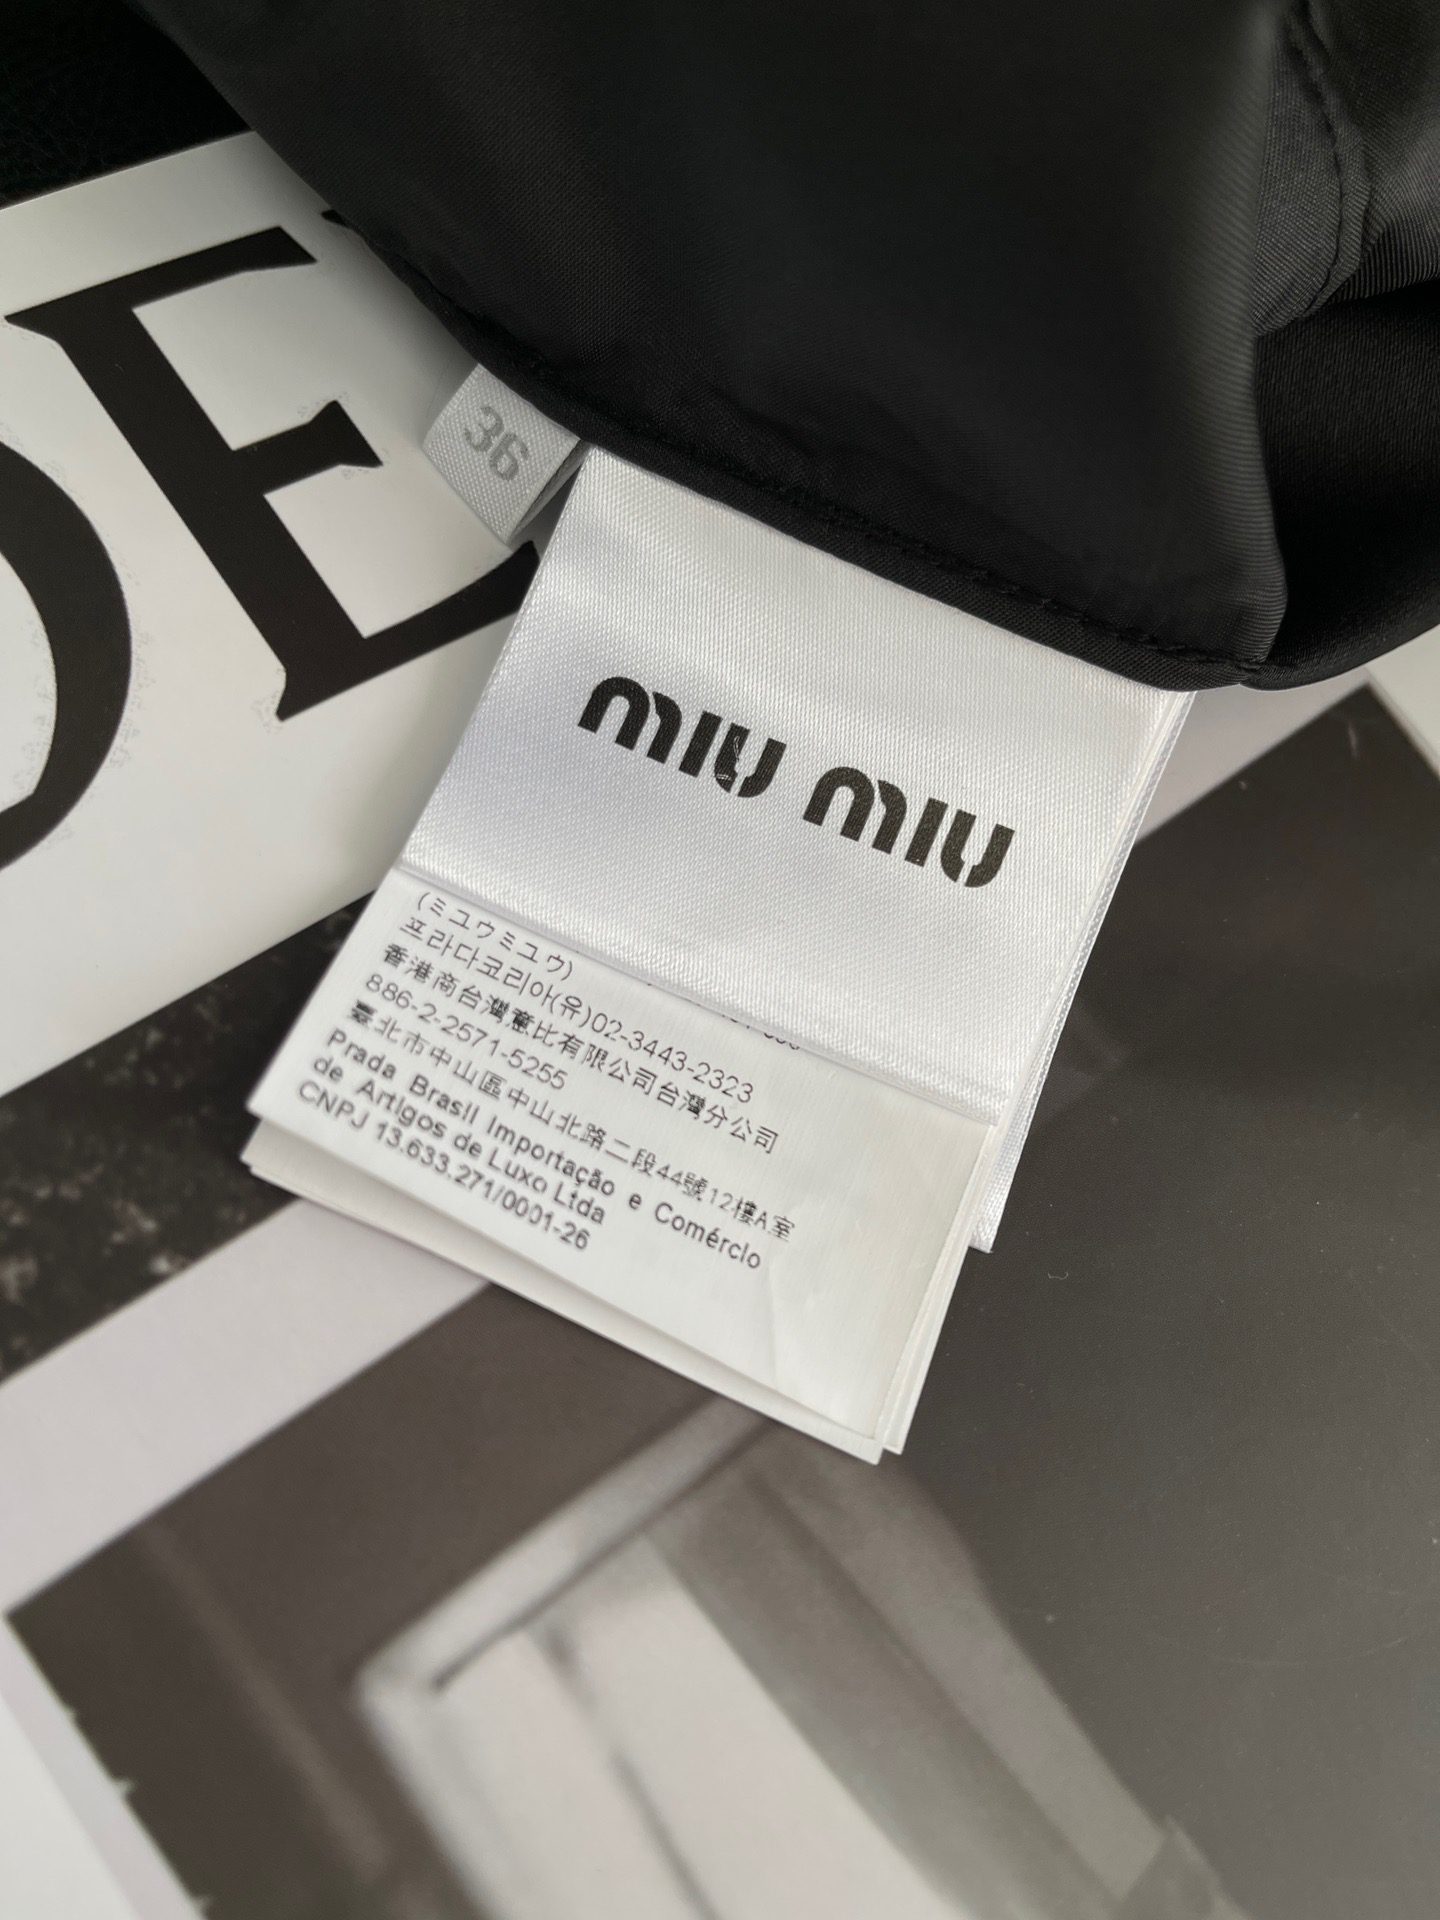 DE
36
miu miu
(ミュウミュウ)
프라다코리아(유)02-3443-2323
香港商台灣意比有限公司台灣分公司
886-2-2571-5255
臺北市中山區中山北路二段44號12樓A室
Prada Brasil Importação e Comércio
de Artigos de Luxo Ltda
CNPJ 13.633.271/0001-26